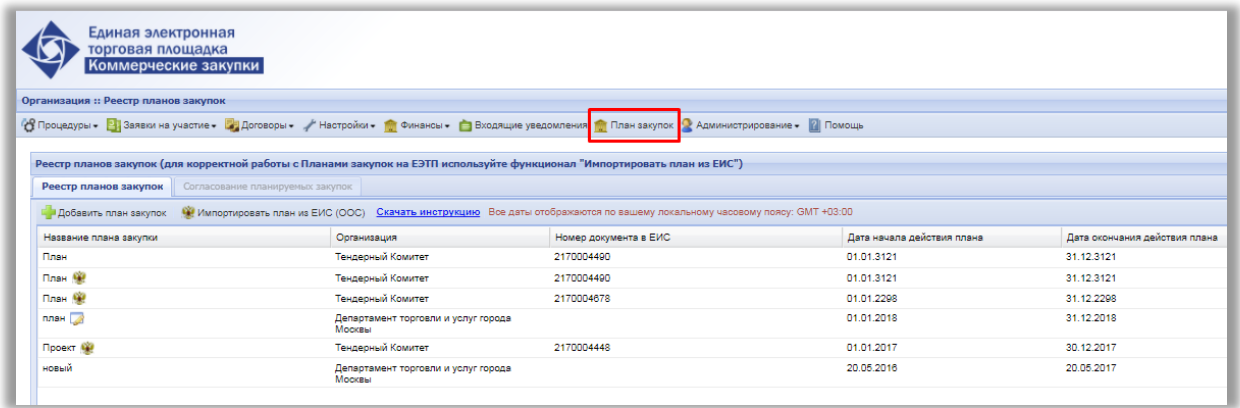 Единая электронная
торговая площадка
Коммерческие закупки
Организация :: Реестр планов закупок
Процедуры Заявки на участие Договоры Настройки Финансы Входящие уведомления План закупок Администрирование Помощь
Реестр планов закупок (для корректной работы с Планами закупок на ЕЭТП используйте функционал "Импортировать план из ЕИС")
Реестр планов закупок Согласование планируемых закупок
Добавить план закупок Импортировать план из ЕИС (ООС) Скачать инструкцию Все даты отображаются по вашему локальному часовому поясу: GMT +03:00
Название плана закупки Организация Номер документа в ЕИС Дата начала действия плана Дата окончания действия плана
План Тендерный Комитет 2170004490 01.01.3121 31.12.3121
План Тендерный Комитет 2170004490 01.01.3121 31.12.3121
План Тендерный Комитет 2170004678 01.01.2298 31.12.2298
план Департамент торговли и услуг города 01.01.2018 31.12.2018
Москвы
Проект Тендерный Комитет 2170004448 01.01.2017 30.12.2017
новый Департамент торговли и услуг города 20.05.2016 20.05.2017
Москвы